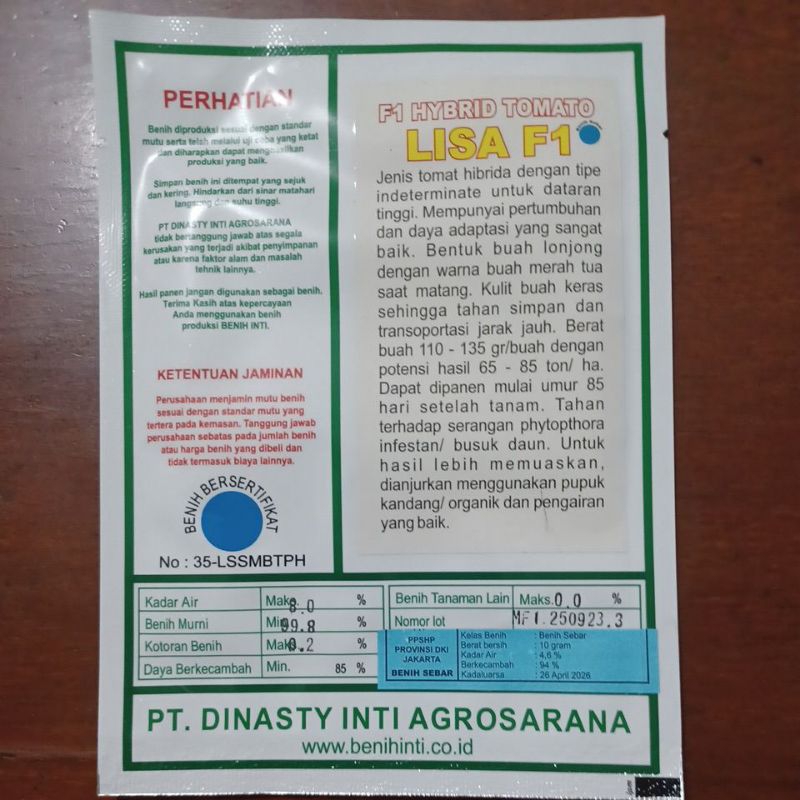 PERHATIAN
Benih diproduksi sesuai dengan standar
mutu serta telah melalui uji coba yang ketat
dan diharapkan dapat menghasilkan
produksi yang baik.
Simpan benih ini ditempat yang sejuk
dan kering. Hindarkan dari sinar matahari
langsung dan suhu tinggi.
PT DINASTY INTI AGROSARANA
tidak bertanggung jawab atas segala
kerusakan yang terjadi akibat penyimpanan
atau karena faktor alam dan masalah
tehnik lainnya.
Hasil panen jangan digunakan sebagai benih.
Terima Kasih atas kepercayaan
Anda menggunakan benih
produksi BENIH INTI.
KETENTUAN JAMINAN
Perusahaan menjamin mutu benih
sesuai dengan standar mutu yang
tertera pada kemasan. Tanggung jawab
perusahaan sebatas pada jumlah benih
atau harga benih yang dibeli dan
tidak termasuk biaya lainnya.
BENIH BERSERTIFIKAT
No : 35-LSSMBTPH
F1 HYBRID TOMATO
LISA F1
Jenis tomat hibrida dengan tipe
indeterminate untuk dataran
tinggi. Mempunyai pertumbuhan
dan daya adaptasi yang sangat
baik. Bentuk buah lonjong
dengan warna buah merah tua
saat matang. Kulit buah keras
sehingga tahan simpan dan
transoportasi jarak jauh. Berat
buah 110 - 135 gr/buah dengan
potensi hasil 65 - 85 ton/ ha.
Dapat dipanen mulai umur 85
hari setelah tanam. Tahan
terhadap serangan phytopthora
infestan/ busuk daun. Untuk
hasil lebih memuaskan,
dianjurkan menggunakan pupuk
kandang/ organik dan pengairan
yang baik.
Kadar Air Maks. 8.0 %
Benih Murni Min. 99.8 %
Kotoran Benih Maks. 0.2 %
Daya Berkecambah Min. 85 %
Benih Tanaman Lain Maks. 0.0 %
Nomor lot MF1.250923.3
PPSHP
PROVINSI DKI
JAKARTA
BENIH SEBAR
Kelas Benih : Benih Sebar
Berat bersih : 10 gram
Kadar Air : 4,6 %
Berkecambah : 94 %
Kadaluarsa : 26 April 2026
PT. DINASTY INTI AGROSARANA
www.benihinti.co.id